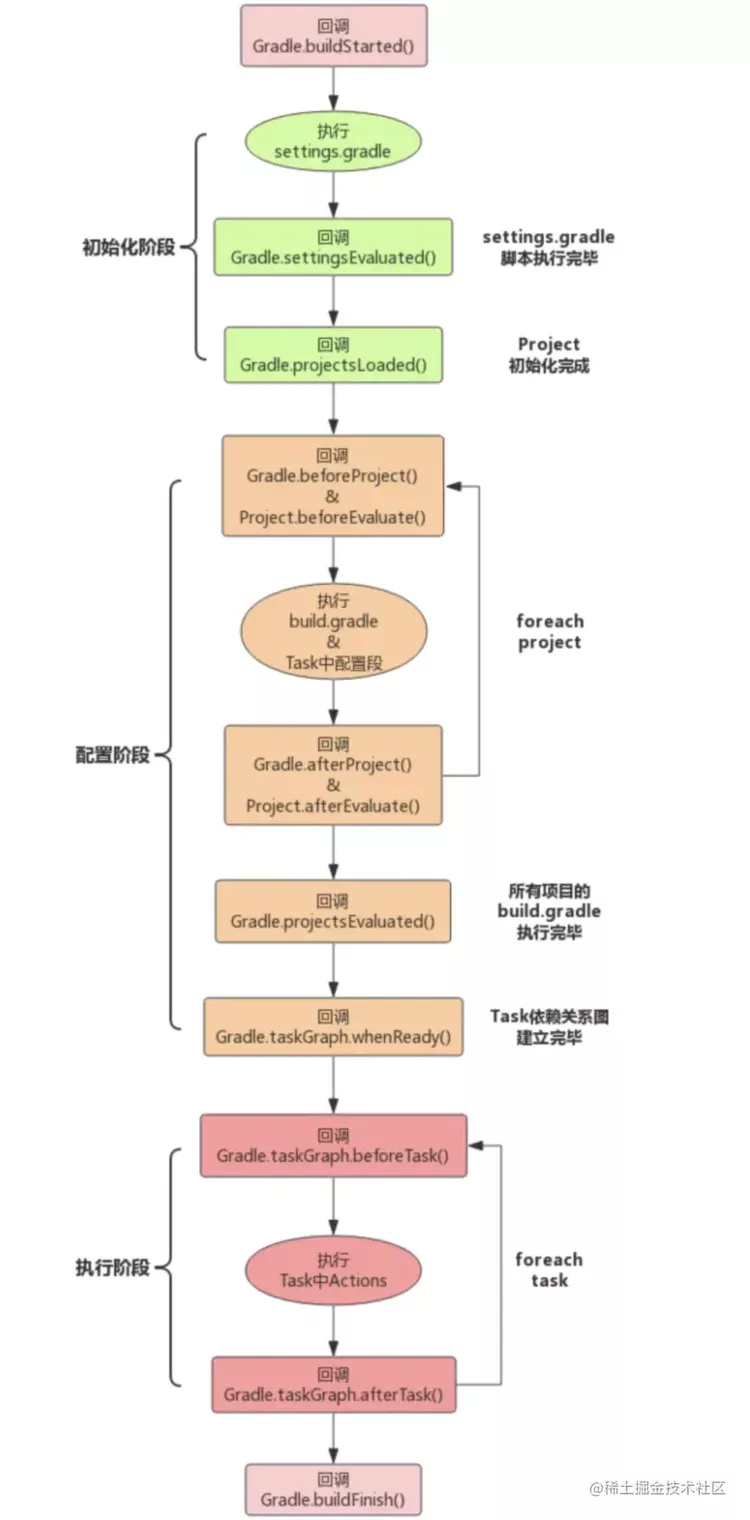 回调
Gradle.buildStarted()
执行
settings.gradle
初始化阶段
回调
Gradle.settingsEvaluated()
settings.gradle
脚本执行完毕
回调
Gradle.projectsLoaded()
Project
初始化完成
回调
Gradle.beforeProject()
&
Project.beforeEvaluate()
执行
build.gradle
&
Task中配置段
foreach
project
配置阶段
回调
Gradle.afterProject()
&
Project.afterEvaluate()
回调
Gradle.projectsEvaluated()
所有项目的
build.gradle
执行完毕
回调
Gradle.taskGraph.whenReady()
Task依赖关系图
建立完毕
回调
Gradle.taskGraph.beforeTask()
执行阶段
执行
Task中Actions
foreach
task
回调
Gradle.taskGraph.afterTask()
回调
Gradle.buildFinish()
@稀土掘金技术社区